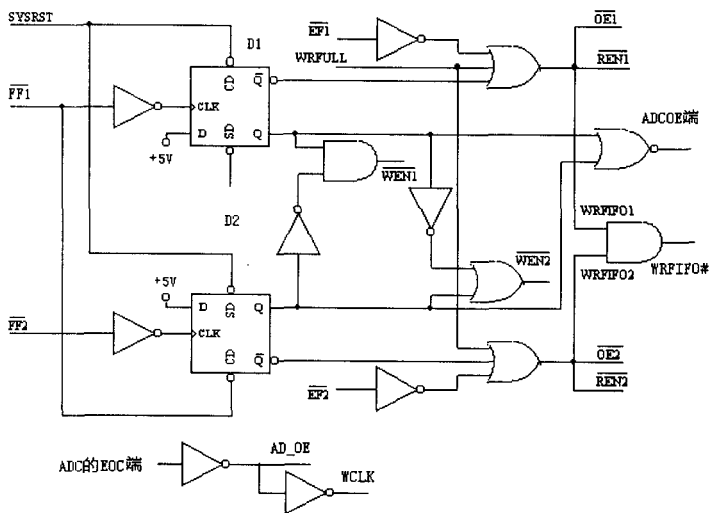 SYSRST
D1
EF1
WRFULL
OE1
REN1
FF1
CD
Q
CLK
D
SD
Q
+5V
WEN1
ADCOE端
D2
WEN2
WRFIFO1
WRFIFO2
WRFIFO#
+5V
D
SD
Q
FF2
CLK
CD
Q
EF2
OE2
REN2
ADC的EOC端
AD_OE
WCLK